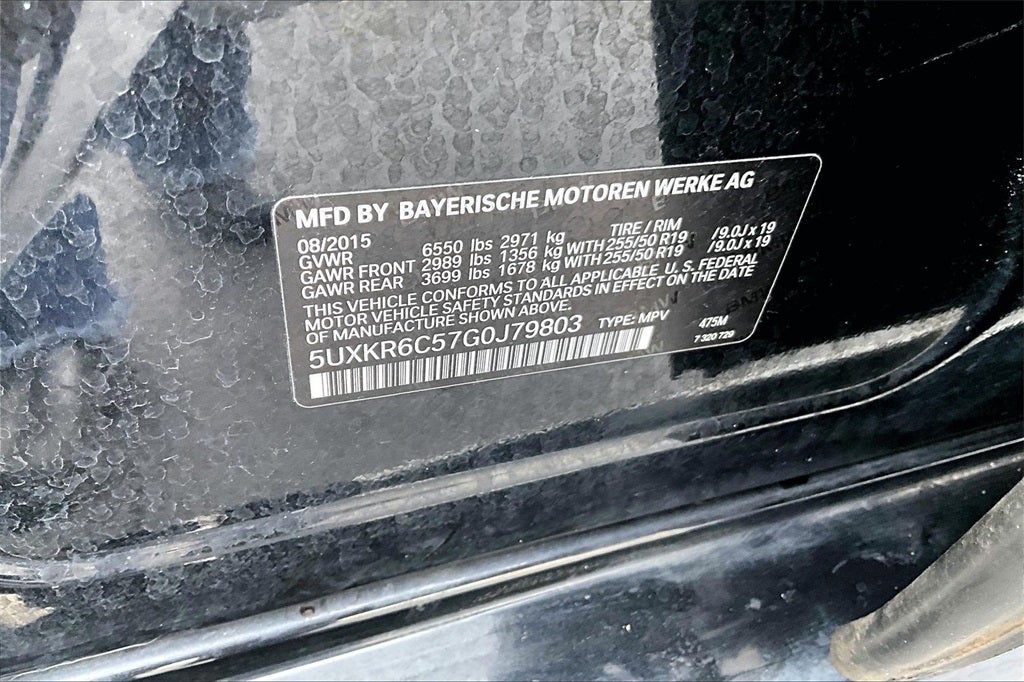 MFD BY BAYERISCHE MOTOREN WERKE AG
08/2015 TIRE / RIM
GVWR 6550 lbs 2971 kg
GAWR FRONT 2989 lbs 1356 kg WITH 255/50 R19 /9.0J x 19
GAWR REAR 3699 lbs 1678 kg WITH 255/50 R19 /9.0J x 19
THIS VEHICLE CONFORMS TO ALL APPLICABLE U. S. FEDERAL
MOTOR VEHICLE SAFETY STANDARDS IN EFFECT ON THE DATE
OF MANUFACTURE SHOWN ABOVE.
5UXKR6C57G0J79803 TYPE: MPV 475M
7 320 729